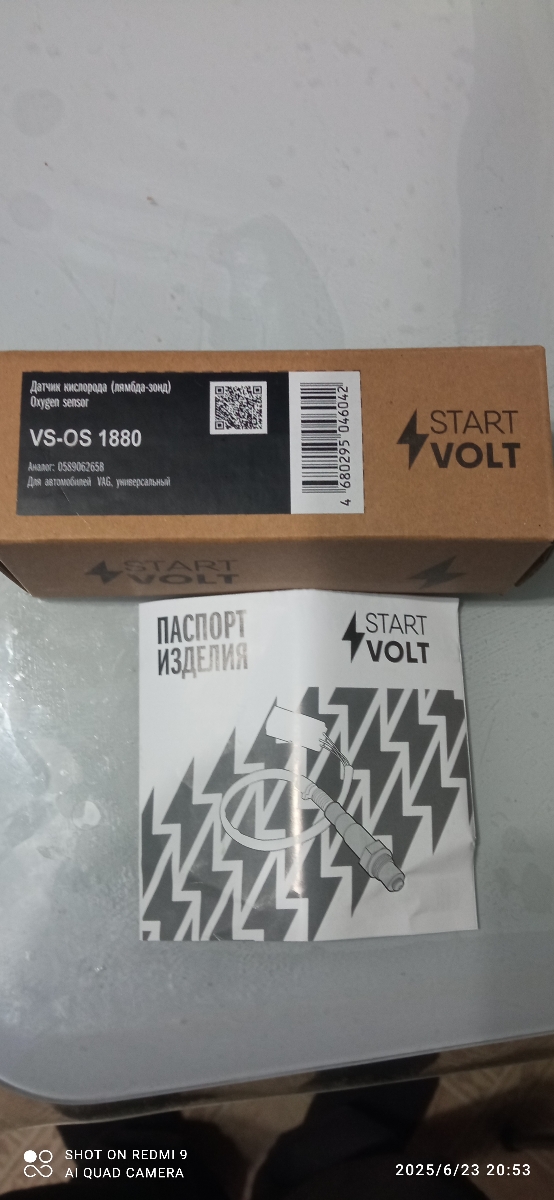 Датчик кислорода (лямбда-зонд)
Oxygen sensor
VS-OS 1880
Аналог: 0589062658
Для автомобилей VAG, универсальный
4 680295 046042
START
VOLT
START
VOLT
ПАСПОРТ
ИЗДЕЛИЯ
START
VOLT
SHOT ON REDMI 9
AI QUAD CAMERA
2025/6/23 20:53